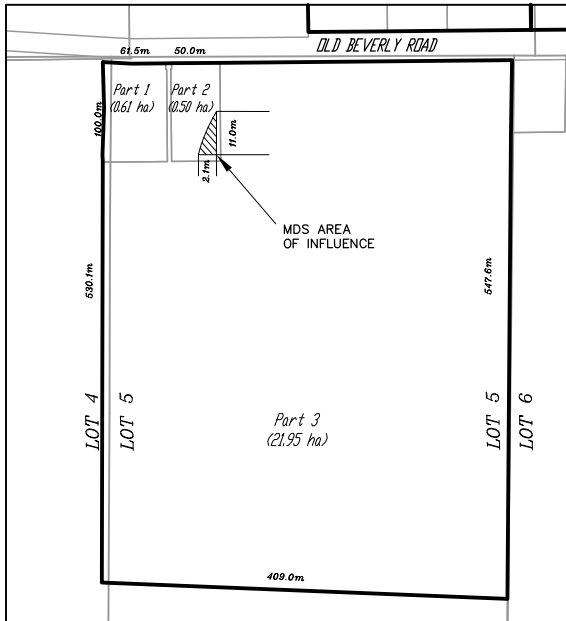 OLD BEVERLY ROAD
61.5m
50.0m
Part 1
(0.61 ha)
Part 2
(0.50 ha)
100.0m
11.0m
2.1m
MDS AREA
OF INFLUENCE
530.1m
547.6m
LOT 4
LOT 5
Part 3
(21.95 ha)
LOT 5
LOT 6
409.0m